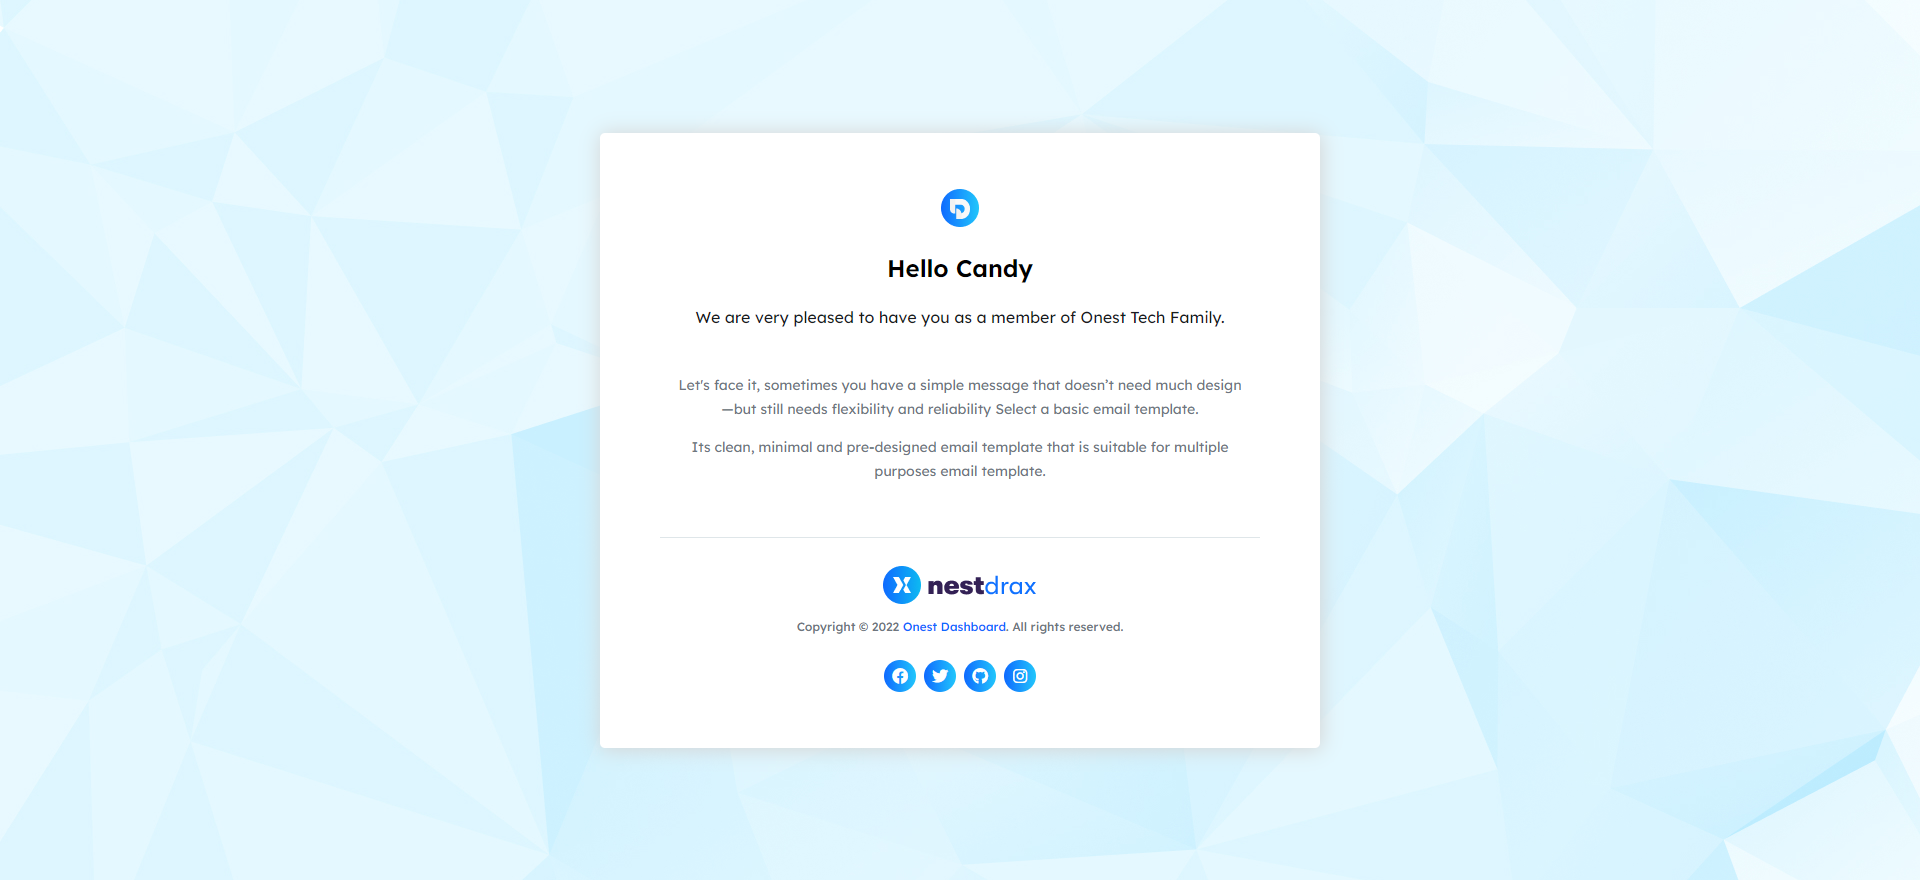 Hello Candy
We are very pleased to have you as a member of Onest Tech Family.
Let's face it, sometimes you have a simple message that doesn’t need much design
—but still needs flexibility and reliability Select a basic email template.
Its clean, minimal and pre-designed email template that is suitable for multiple
purposes email template.
nestdrax
Copyright © 2022 Onest Dashboard. All rights reserved.